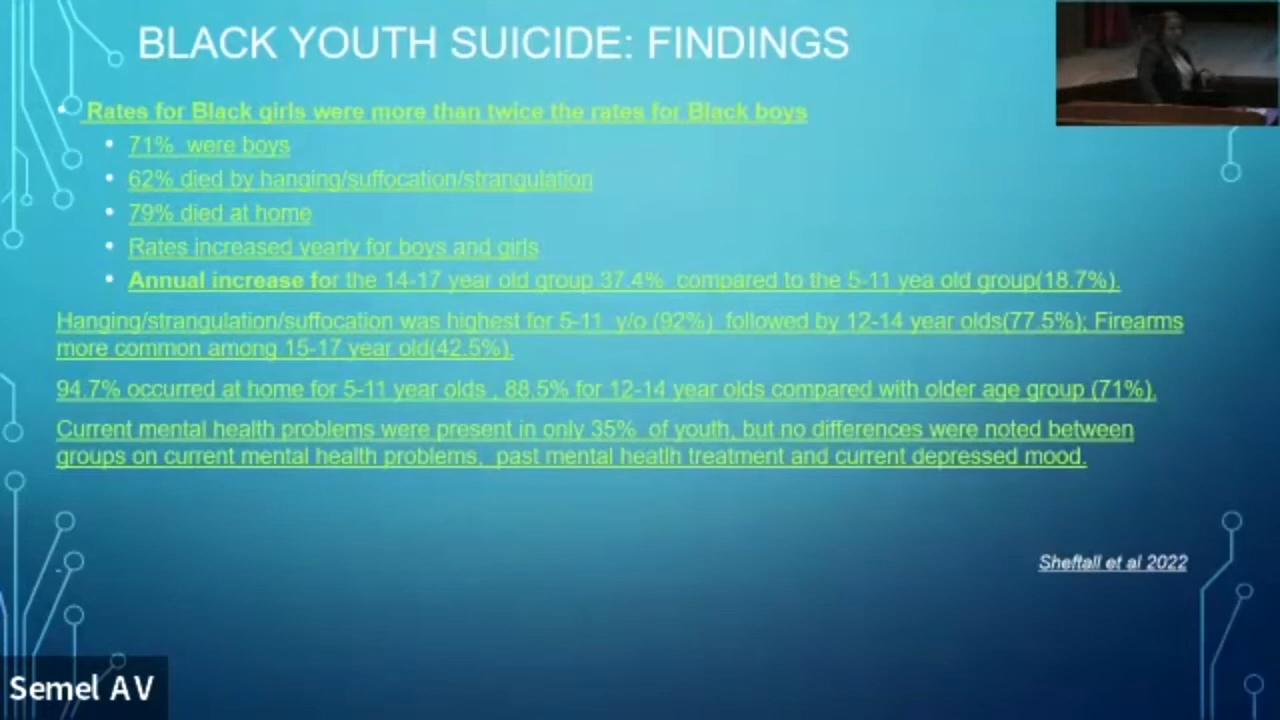 BLACK YOUTH SUICIDE: FINDINGS
Rates for Black girls were more than twice the rates for Black boys
71% were boys
62% died by hanging/suffocation/strangulation
79% died at home
Rates increased yearly for boys and girls
Annual increase for the 14-17 year old group 37.4% compared to the 5-11 yea old group(18.7%).
Hanging/strangulation/suffocation was highest for 5-11 y/o (92%) followed by 12-14 year olds(77.5%); Firearms
more common among 15-17 year old(42.5%).
94.7% occurred at home for 5-11 year olds , 88.5% for 12-14 year olds compared with older age group (71%).
Current mental health problems were present in only 35% of youth, but no differences were noted between
groups on current mental health problems, past mental heatlh treatment and current depressed mood.
Sheftall et al 2022
Semel AV